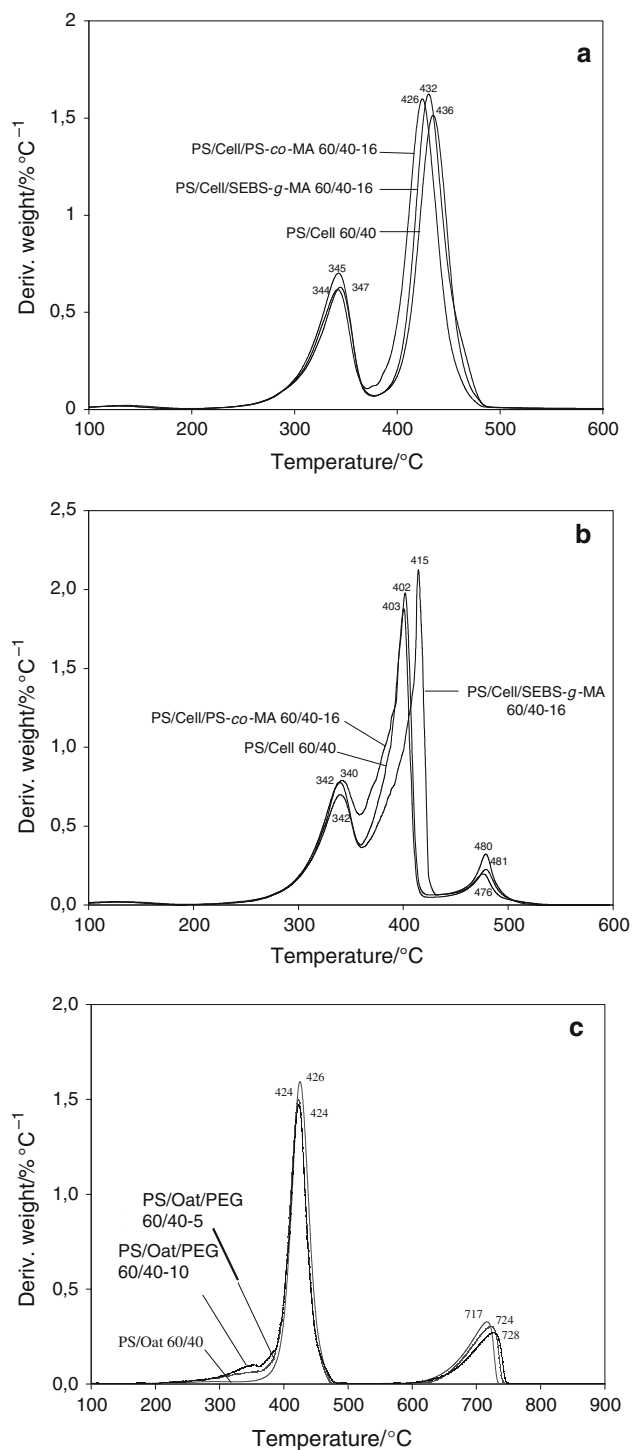 a
2
1,5
1
0,5
0
Deriv. weight/% °C⁻¹
426
432
436
PS/Cell/PS-co-MA 60/40-16
PS/Cell/SEBS-g-MA 60/40-16
PS/Cell 60/40
345
344
347
100 200 300 400 500 600
Temperature/°C
b
2,5
2,0
1,5
1,0
0,5
0,0
Deriv. weight/% °C⁻¹
415
402
403
PS/Cell/SEBS-g-MA
60/40-16
PS/Cell/PS-co-MA 60/40-16
PS/Cell 60/40
342
340
342
480
481
476
100 200 300 400 500 600
Temperature/°C
c
2,0
1,5
1,0
0,5
0,0
Deriv. weight/% °C⁻¹
426
424
424
PS/Oat/PEG
60/40-5
PS/Oat/PEG
60/40-10
PS/Oat 60/40
717
724
728
100 200 300 400 500 600 700 800 900
Temperature/°C